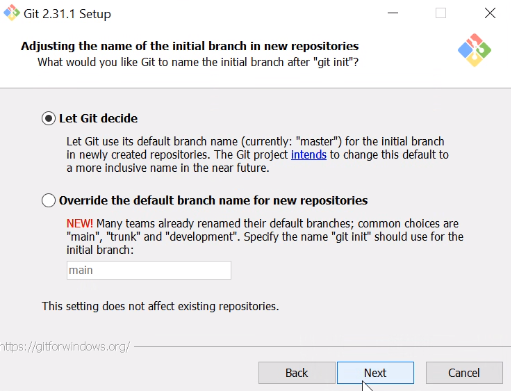 Git 2.31.1 Setup
Adjusting the name of the initial branch in new repositories
What would you like Git to name the initial branch after "git init"?
Let Git decide
Let Git use its default branch name (currently: "master") for the initial branch
in newly created repositories. The Git project intends to change this default to
a more inclusive name in the near future.
Override the default branch name for new repositories
NEW! Many teams already renamed their default branches; common choices are
"main", "trunk" and "development". Specify the name "git init" should use for the
initial branch:
main
This setting does not affect existing repositories.
https://gitforwindows.org/
Back
Next
Cancel